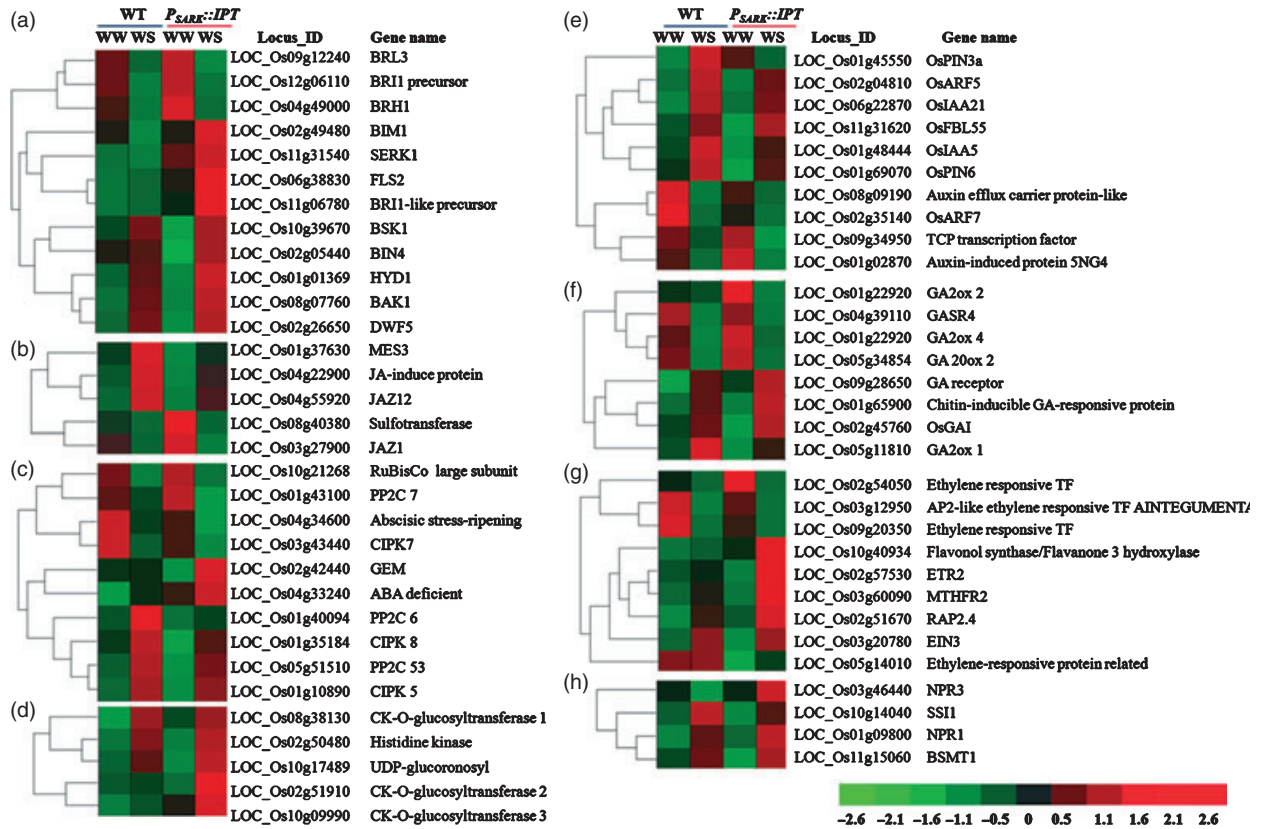 (a)
WT P_SARK::IPT
WW WS WW WS Locus_ID Gene name
LOC_Os09g12240 BRL3
LOC_Os12g06110 BRI1 precursor
LOC_Os04g49000 BRH1
LOC_Os02g49480 BIM1
LOC_Os11g31540 SERK1
LOC_Os06g38830 FLS2
LOC_Os11g06780 BRI1-like precursor
LOC_Os10g39670 BSK1
LOC_Os02g05440 BIN4
LOC_Os01g01369 HYD1
LOC_Os08g07760 BAK1
LOC_Os02g26650 DWF5
(b)
LOC_Os01g37630 MES3
LOC_Os04g22900 JA-induce protein
LOC_Os04g55920 JAZ12
LOC_Os08g40380 Sulfotransferase
LOC_Os03g27900 JAZ1
(c)
LOC_Os10g21268 RuBisCo large subunit
LOC_Os01g43100 PP2C 7
LOC_Os04g34600 Abscisic stress-ripening
LOC_Os03g43440 CIPK7
LOC_Os02g42440 GEM
LOC_Os04g33240 ABA deficient
LOC_Os01g40094 PP2C 6
LOC_Os01g35184 CIPK 8
LOC_Os05g51510 PP2C 53
LOC_Os01g10890 CIPK 5
(d)
LOC_Os08g38130 CK-O-glucosyltransferase 1
LOC_Os02g50480 Histidine kinase
LOC_Os10g17489 UDP-glucoronosyl
LOC_Os02g51910 CK-O-glucosyltransferase 2
LOC_Os10g09990 CK-O-glucosyltransferase 3
(e)
WT P_SARK::IPT
WW WS WW WS Locus_ID Gene name
LOC_Os01g45550 OsPIN3a
LOC_Os02g04810 OsARF5
LOC_Os06g22870 OsIAA21
LOC_Os11g31620 OsFBL55
LOC_Os01g48444 OsIAA5
LOC_Os01g69070 OsPIN6
LOC_Os08g09190 Auxin efflux carrier protein-like
LOC_Os02g35140 OsARF7
LOC_Os09g34950 TCP transcription factor
LOC_Os01g02870 Auxin-induced protein 5NG4
(f)
LOC_Os01g22920 GA2ox 2
LOC_Os04g39110 GASR4
LOC_Os01g22920 GA2ox 4
LOC_Os05g34854 GA 20ox 2
LOC_Os09g28650 GA receptor
LOC_Os01g65900 Chitin-inducible GA-responsive protein
LOC_Os02g45760 OsGAI
LOC_Os05g11810 GA2ox 1
(g)
LOC_Os02g54050 Ethylene responsive TF
LOC_Os03g12950 AP2-like ethylene responsive TF AINTEGUMENTA
LOC_Os09g20350 Ethylene responsive TF
LOC_Os10g40934 Flavonol synthase/Flavanone 3 hydroxylase
LOC_Os02g57530 ETR2
LOC_Os03g60090 MTHFR2
LOC_Os02g51670 RAP2.4
LOC_Os03g20780 EIN3
LOC_Os05g14010 Ethylene-responsive protein related
(h)
LOC_Os03g46440 NPR3
LOC_Os10g14040 SSI1
LOC_Os01g09800 NPR1
LOC_Os11g15060 BSMT1
−2.6 −2.1 −1.6 −1.1 −0.5 0 0.5 1.1 1.6 2.1 2.6